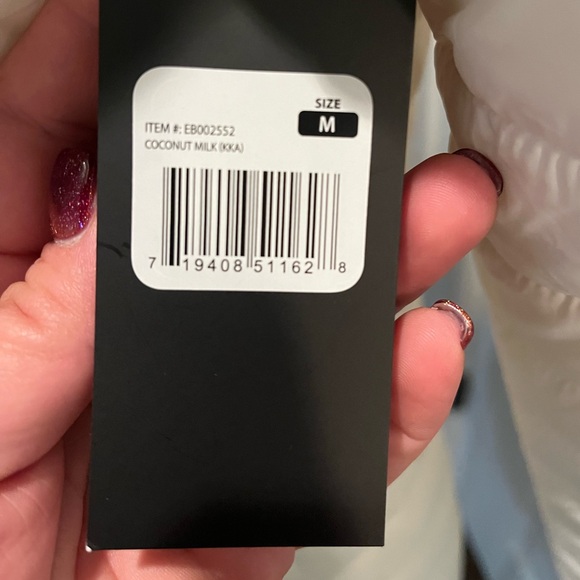 SIZE
M
ITEM #: EB002552
COCONUT MILK (KKA)
7 19408 51162 8